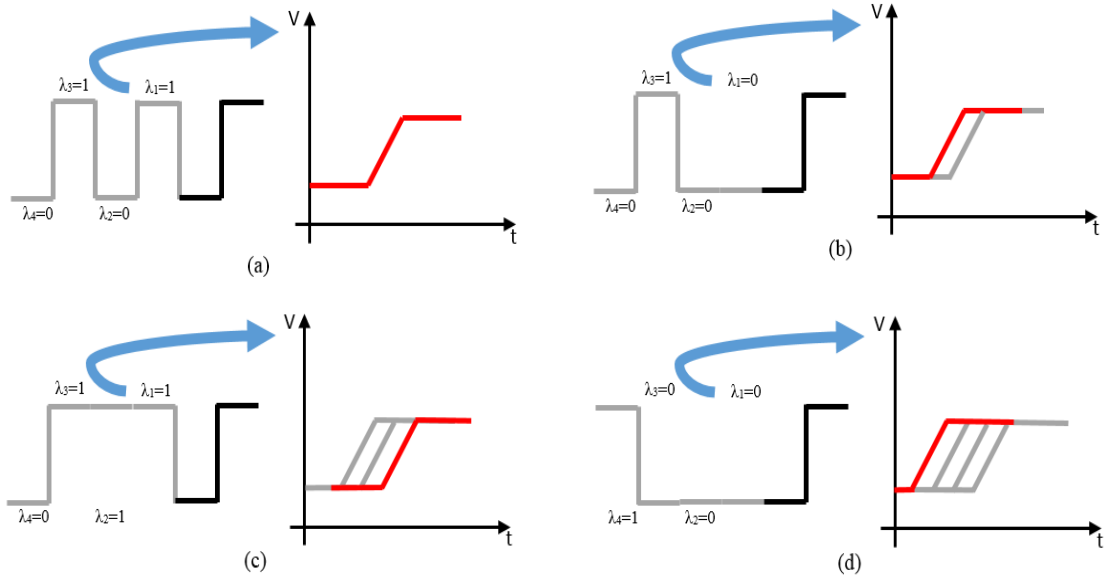 V
λ3=1
λ1=1
λ4=0
λ2=0
t
(a)
V
λ3=1
λ1=0
λ4=0
λ2=0
t
(b)
V
λ3=1
λ1=1
λ4=0
λ2=1
t
(c)
V
λ3=0
λ1=0
λ4=1
λ2=0
t
(d)